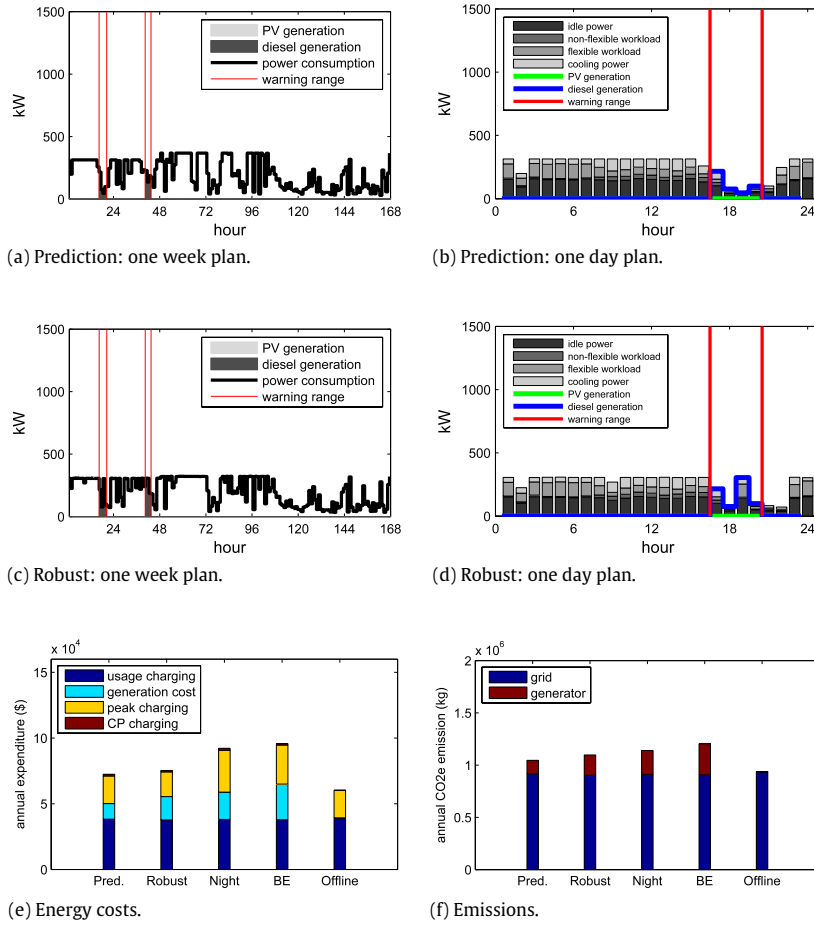 1500
1000
500
0
kW
PV generation
diesel generation
power consumption
warning range
24 48 72 96 120 144 168
hour
(a) Prediction: one week plan.
1500
1000
500
0
kW
idle power
non-flexible workload
flexible workload
cooling power
PV generation
diesel generation
warning range
0 6 12 18 24
hour
(b) Prediction: one day plan.
1500
1000
500
0
kW
PV generation
diesel generation
power consumption
warning range
24 48 72 96 120 144 168
hour
(c) Robust: one week plan.
1500
1000
500
0
kW
idle power
non-flexible workload
flexible workload
cooling power
PV generation
diesel generation
warning range
0 6 12 18 24
hour
(d) Robust: one day plan.
x 10^4
15
10
5
0
annual expenditure ($)
usage charging
generation cost
peak charging
CP charging
Pred. Robust Night BE Offline
(e) Energy costs.
x 10^6
2
1.5
1
0.5
0
annual CO2e emission (kg)
grid
generator
Pred. Robust Night BE Offline
(f) Emissions.